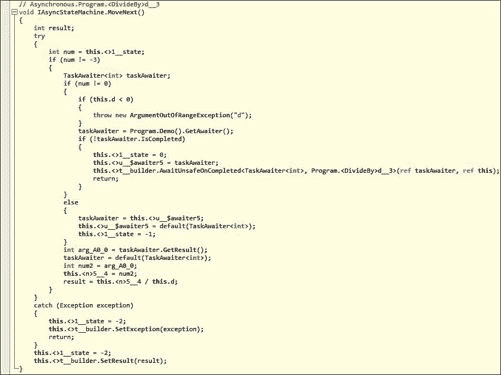 // Asynchronous.Program.<DivideBy>d__3
void IAsyncStateMachine.MoveNext()
{
int result;
try
{
int num = this.<>1__state;
if (num != -3)
{
TaskAwaiter<int> taskAwaiter;
if (num != 0)
{
if (this.d < 0)
{
throw new ArgumentOutOfRangeException("d");
}
taskAwaiter = Program.Demo().GetAwaiter();
if (!taskAwaiter.IsCompleted)
{
this.<>1__state = 0;
this.<>u__$awaiter5 = taskAwaiter;
this.<>t__builder.AwaitUnsafeOnCompleted<TaskAwaiter<int>, Program.<DivideBy>d__3>(ref taskAwaiter, ref this);
return;
}
}
else
{
taskAwaiter = this.<>u__$awaiter5;
this.<>u__$awaiter5 = default(TaskAwaiter<int>);
this.<>1__state = -1;
}
int arg_A0_0 = taskAwaiter.GetResult();
taskAwaiter = default(TaskAwaiter<int>);
int num2 = arg_A0_0;
this.<n>5__4 = num2;
result = this.<n>5__4 / this.d;
}
}
catch (Exception exception)
{
this.<>1__state = -2;
this.<>t__builder.SetException(exception);
return;
}
this.<>1__state = -2;
this.<>t__builder.SetResult(result);
}